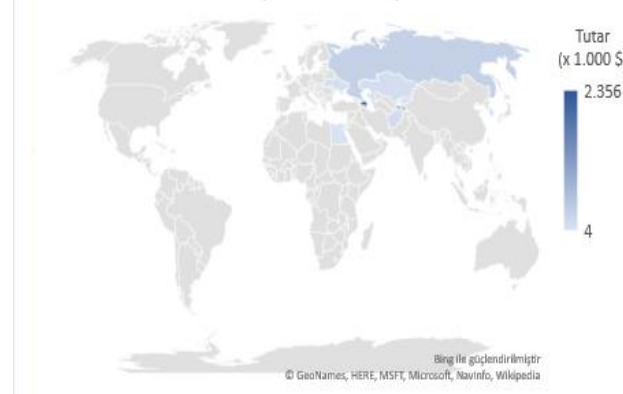 Tutar
(x 1.000 $
2.356
4
Bing ile güçlendirilmiştir
© GeoNames, HERE, MSFT, Microsoft, NavInfo, Wikipedia